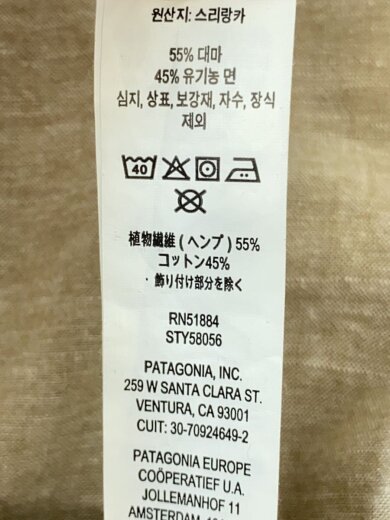 원산지: 스리랑카
55% 대마
45% 유기농 면
심지, 상표, 보강재, 자수, 장식
제외
40
植物繊維 (ヘンプ) 55%
コットン45%
・飾り付け部分を除く
RN51884
STY58056
PATAGONIA, INC.
259 W SANTA CLARA ST.
VENTURA, CA 93001
CUIT: 30-70924649-2
PATAGONIA EUROPE
COÖPERATIEF U.A.
JOLLEMANHOF 11
AMSTERDAM